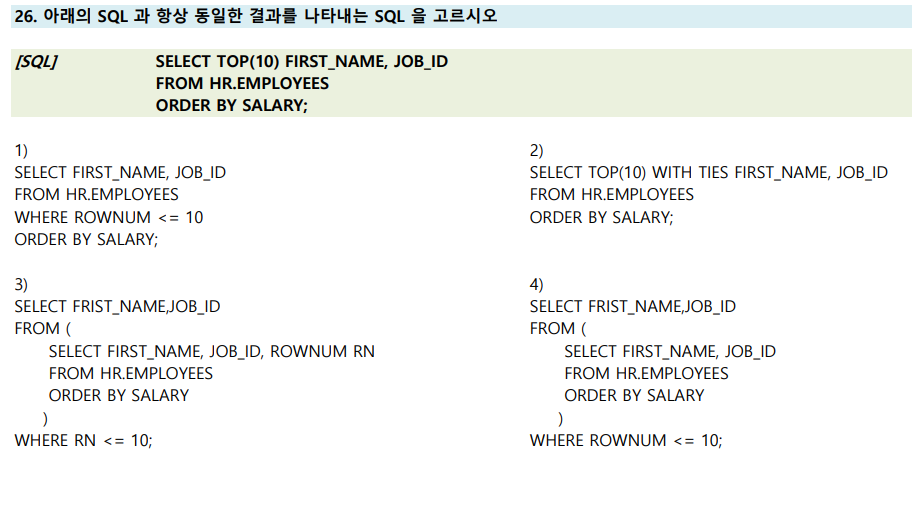 26. 아래의 SQL 과 항상 동일한 결과를 나타내는 SQL 을 고르시오
[SQL] SELECT TOP(10) FIRST_NAME, JOB_ID
FROM HR.EMPLOYEES
ORDER BY SALARY;
1)
SELECT FIRST_NAME, JOB_ID
FROM HR.EMPLOYEES
WHERE ROWNUM <= 10
ORDER BY SALARY;
2)
SELECT TOP(10) WITH TIES FIRST_NAME, JOB_ID
FROM HR.EMPLOYEES
ORDER BY SALARY;
3)
SELECT FRIST_NAME,JOB_ID
FROM (
SELECT FIRST_NAME, JOB_ID, ROWNUM RN
FROM HR.EMPLOYEES
ORDER BY SALARY
)
WHERE RN <= 10;
4)
SELECT FRIST_NAME,JOB_ID
FROM (
SELECT FIRST_NAME, JOB_ID
FROM HR.EMPLOYEES
ORDER BY SALARY
)
WHERE ROWNUM <= 10;